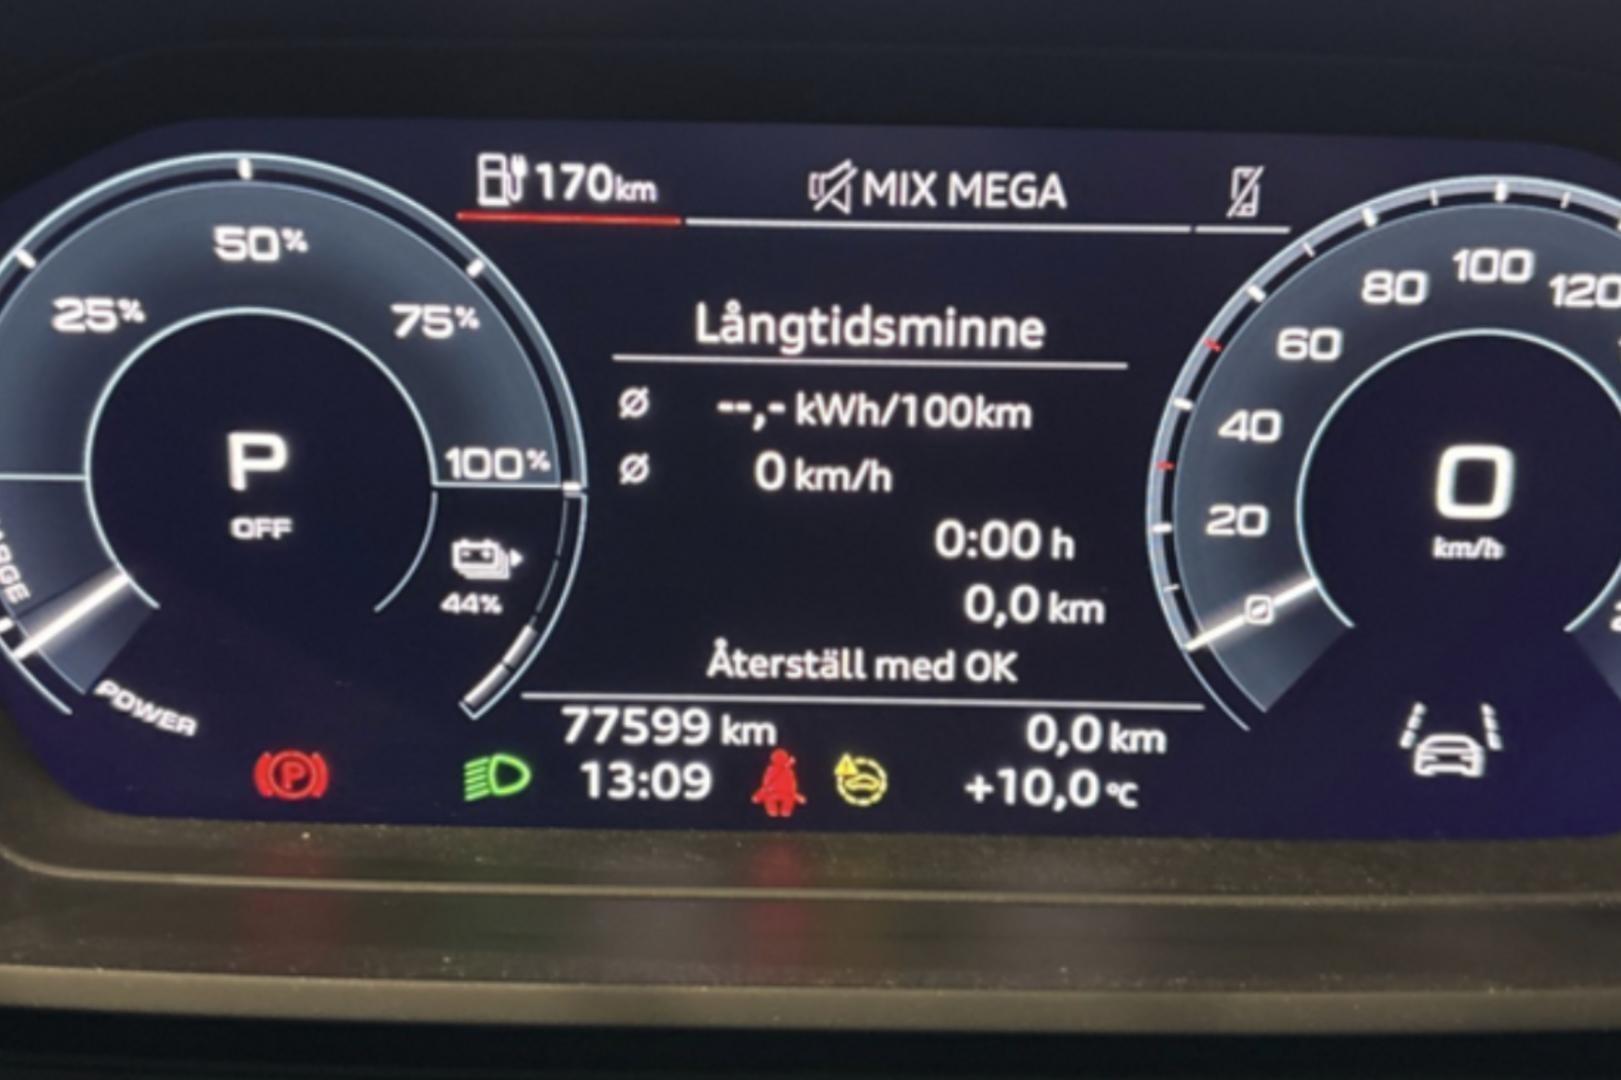 170km
MIX MEGA
50%
25%
75%
100%
P
OFF
44%
POWER
Långtidsminne
Ø --,- kWh/100km
Ø 0 km/h
0:00 h
0,0 km
Återställ med OK
77599 km
0,0 km
P
13:09
+10,0 °C
20
40
60
80
100
120
0
km/h